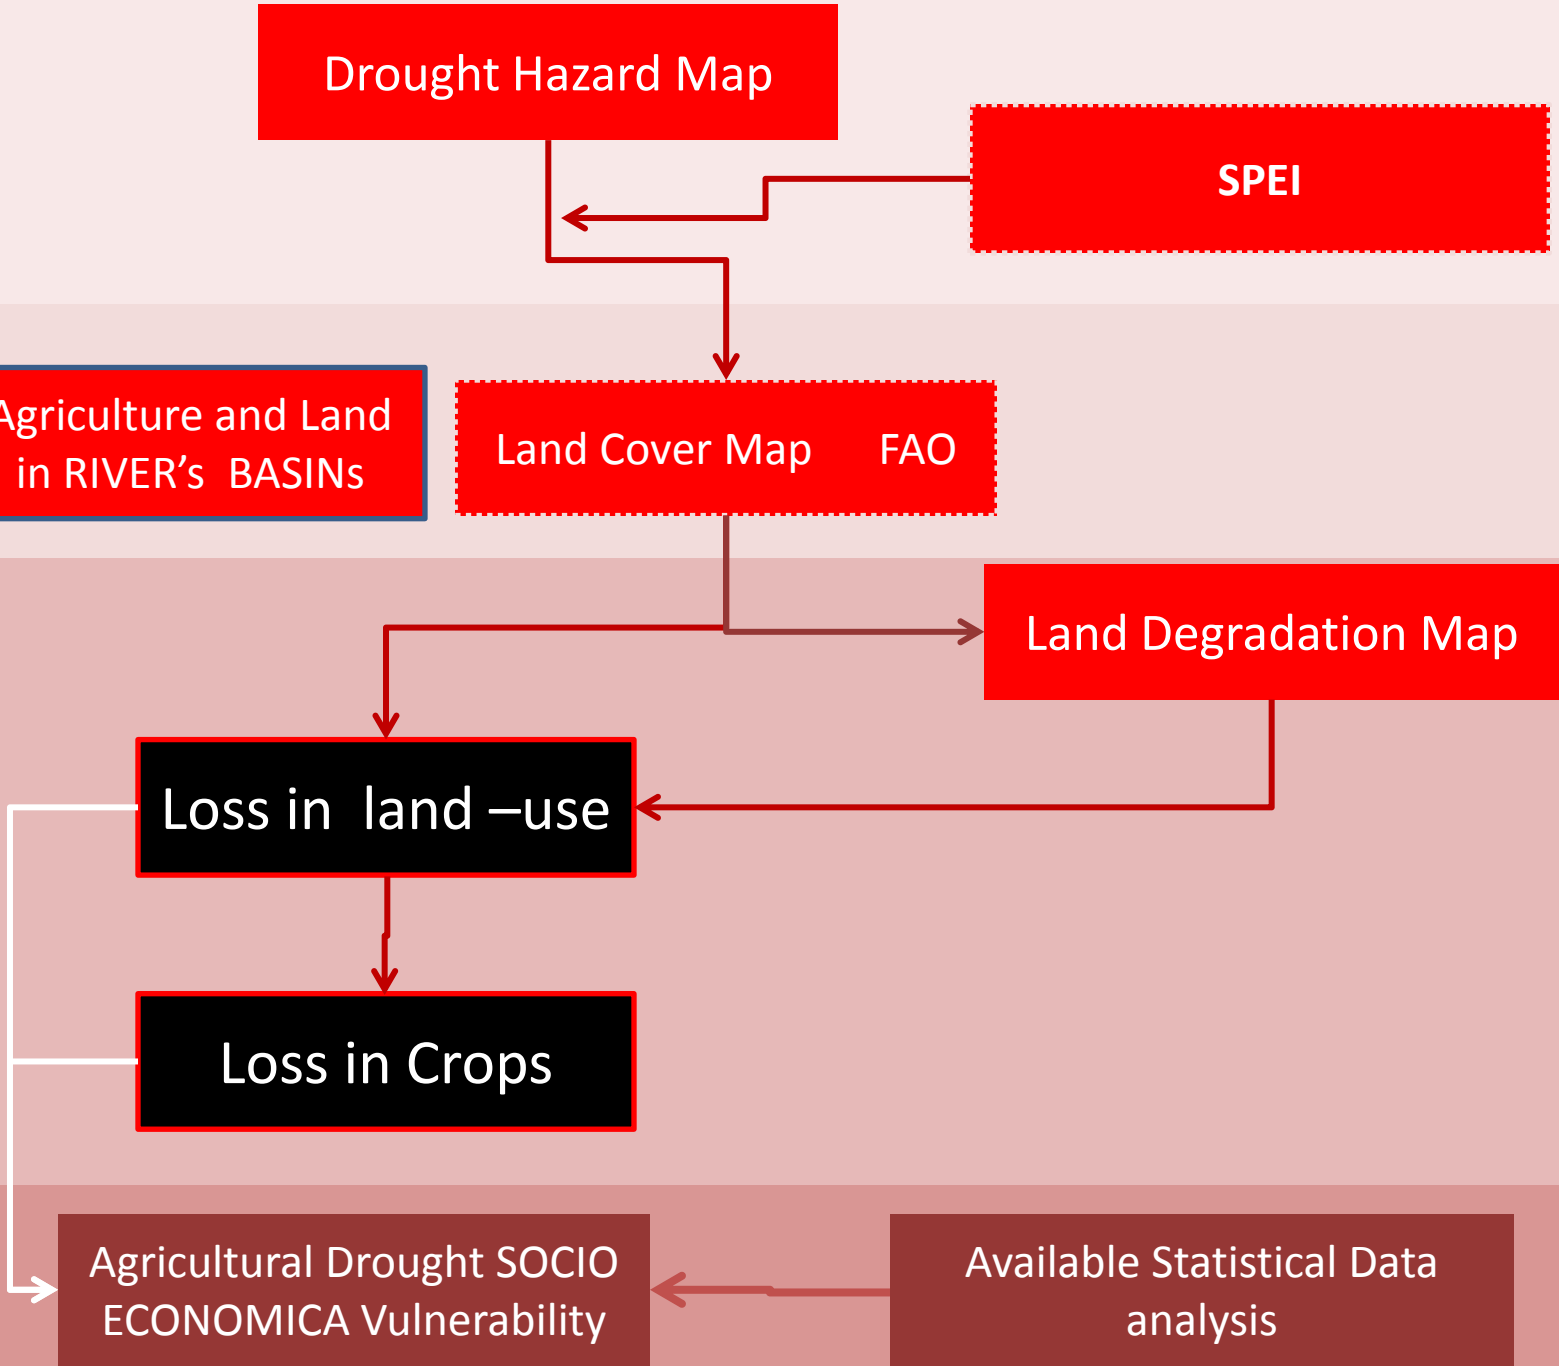 Drought Hazard Map
SPEI
Agriculture and Land
in RIVER’s  BASINs
Land Cover Map     FAO
Land Degradation Map
Loss in  land –use
Loss in Crops
Agricultural Drought SOCIO
ECONOMICA Vulnerability
Available Statistical Data
analysis